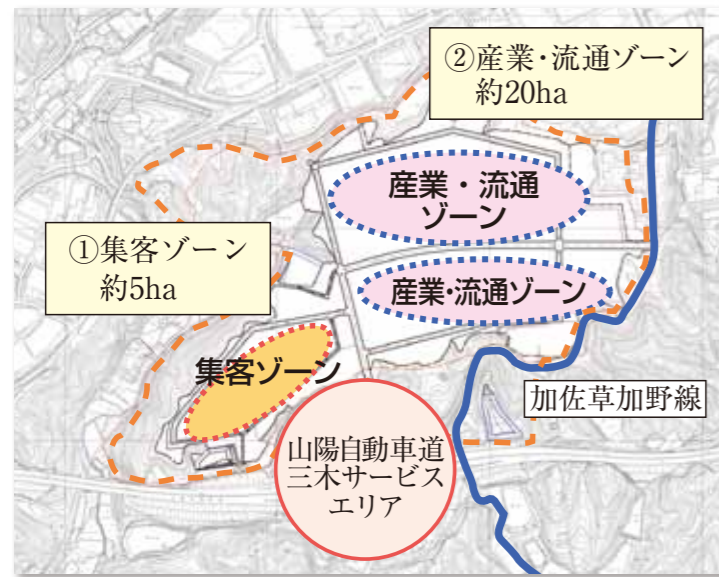 ②産業・流通ゾーン
約20ha
産業・流通
ゾーン
①集客ゾーン
約5ha
産業・流通ゾーン
集客ゾーン
加佐草加野線
山陽自動車道
三木サービス
エリア